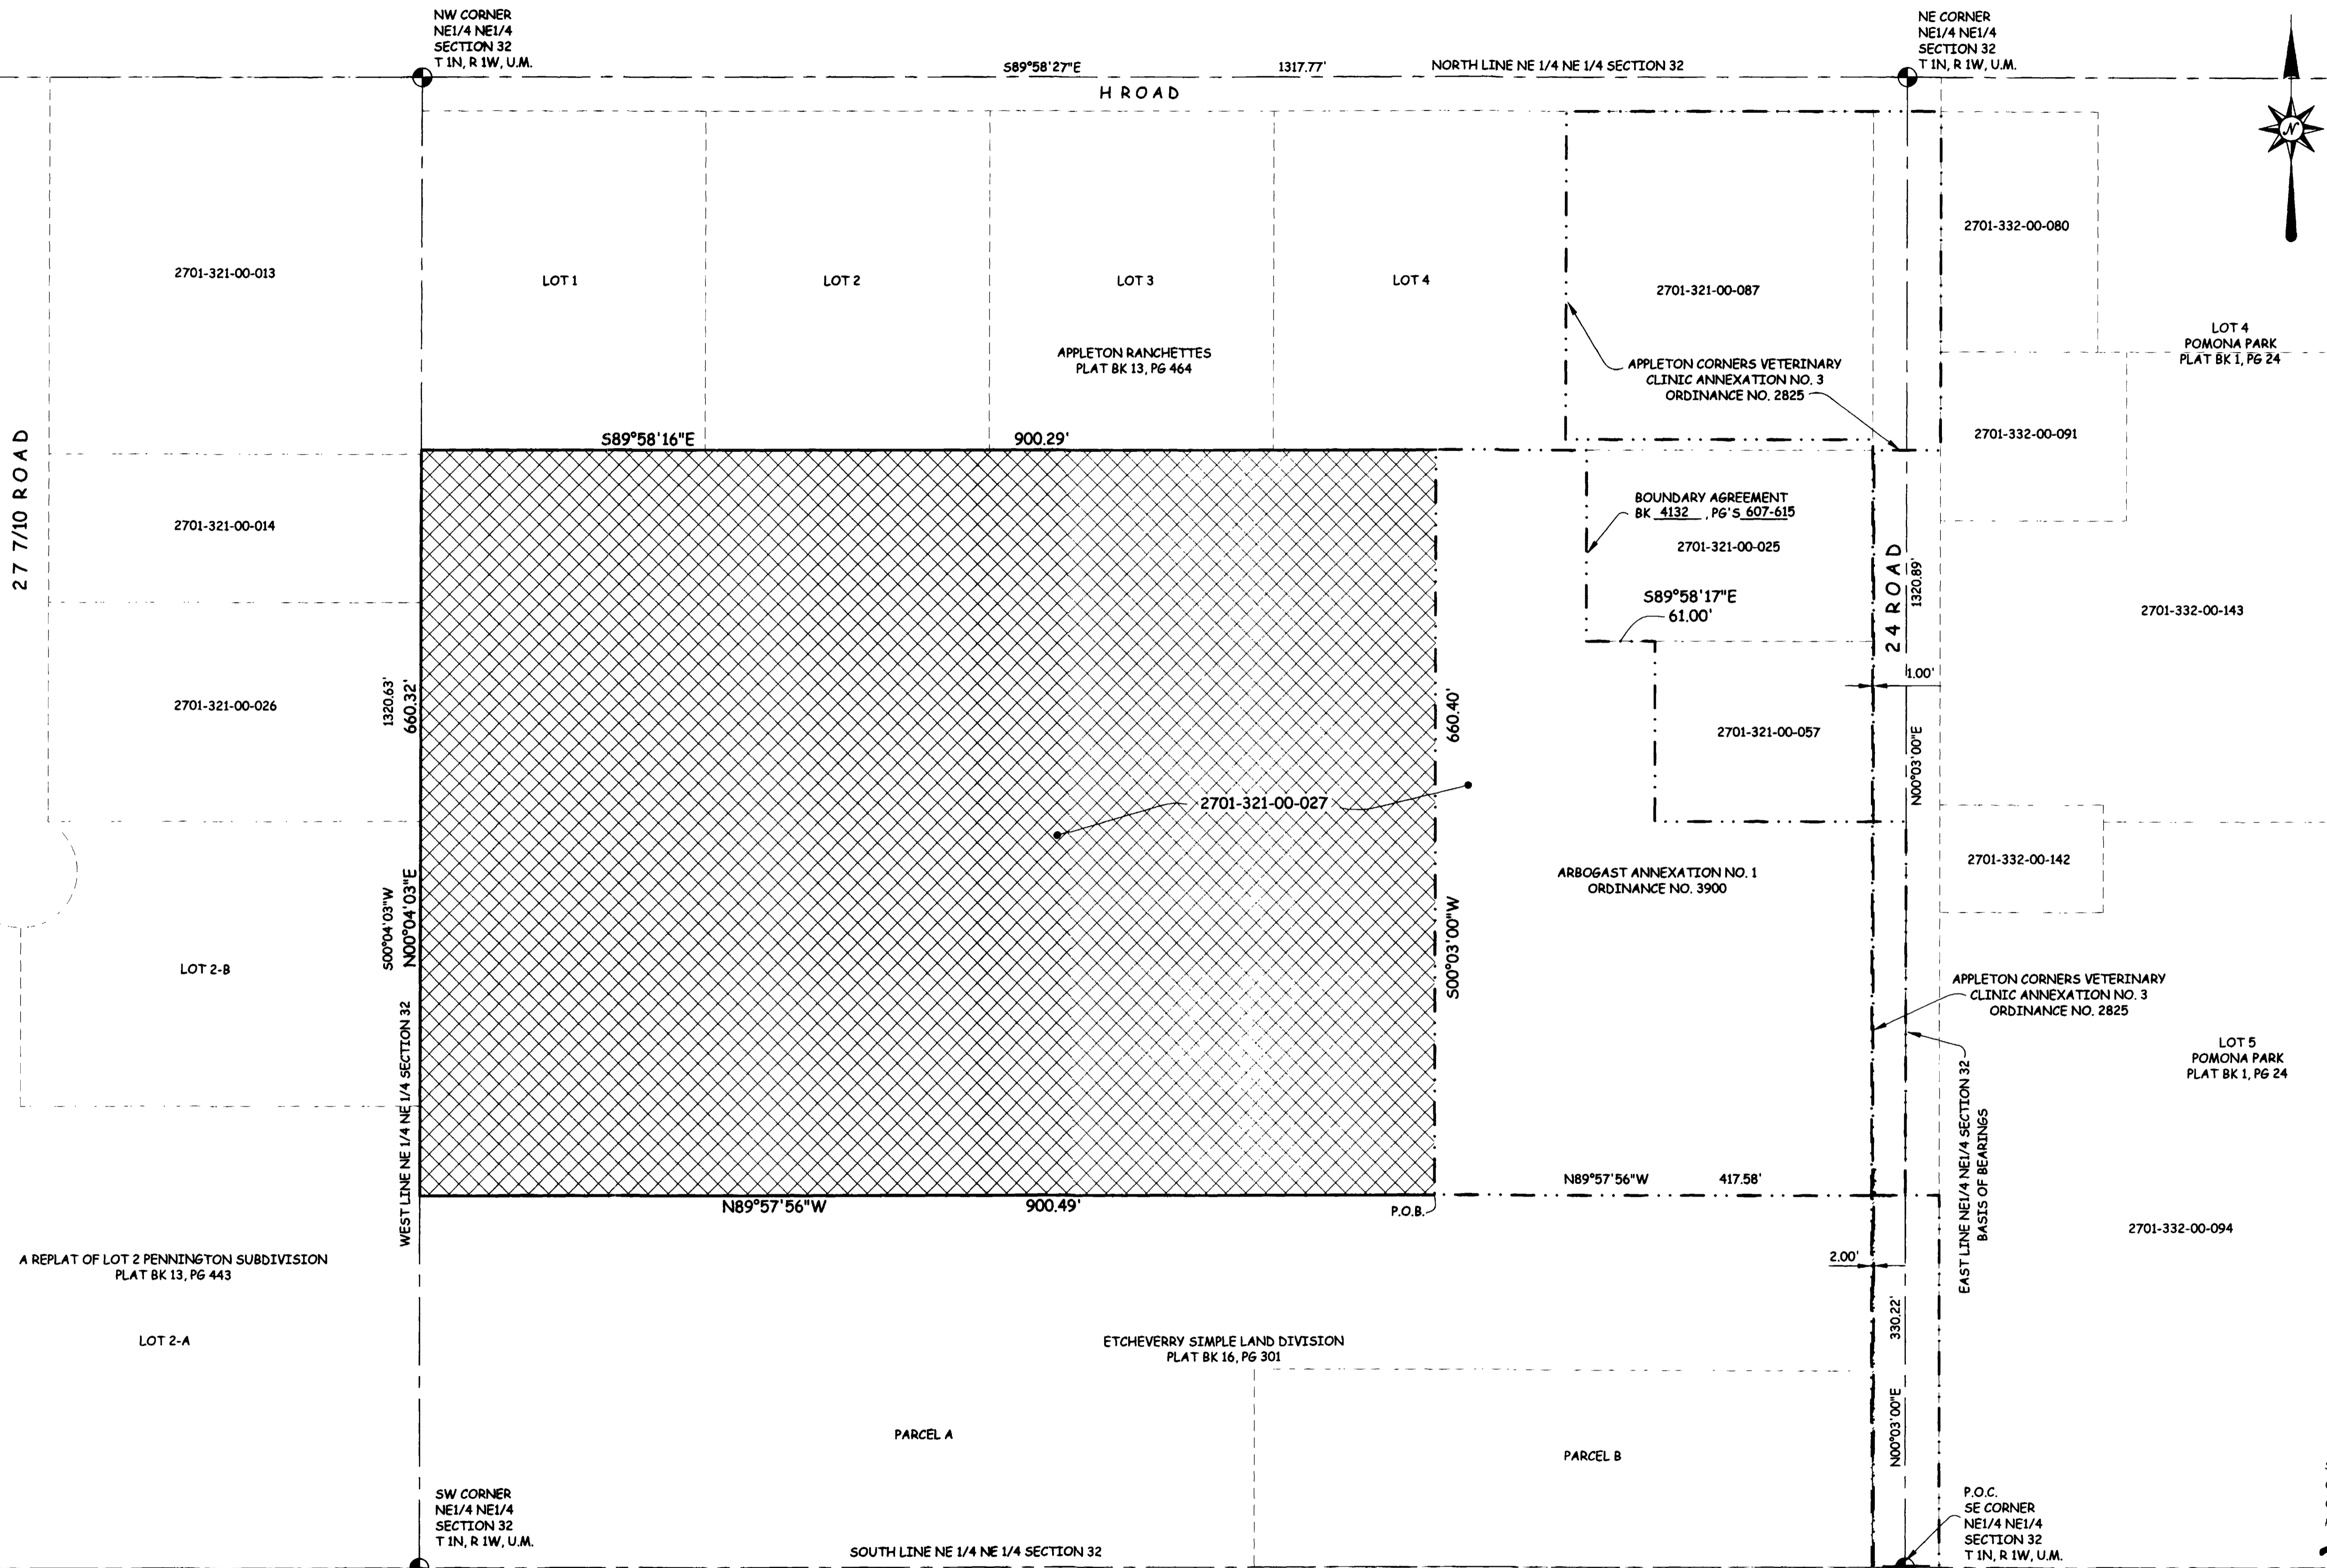 NW CORNER
NE1/4 NE1/4
SECTION 32
T 1N, R 1W, U.M.
S89°58'27"E
1317.77'
NORTH LINE NE 1/4 NE 1/4 SECTION 32
NE CORNER
NE1/4 NE1/4
SECTION 32
T 1N, R 1W, U.M.
H ROAD
N
2701-321-00-013
LOT 1
LOT 2
LOT 3
LOT 4
2701-321-00-087
2701-332-00-080
LOT 4
POMONA PARK
PLAT BK 1, PG 24
APPLETON RANCHETTES
PLAT BK 13, PG 464
APPLETON CORNERS VETERINARY
CLINIC ANNEXATION NO. 3
ORDINANCE NO. 2825
2701-332-00-091
27 7/10 ROAD
S89°58'16"E
900.29'
2701-321-00-014
BOUNDARY AGREEMENT
BK 4132 , PG'S 607-615
2701-321-00-025
S89°58'17"E
61.00'
24 ROAD
1320.89'
2701-332-00-143
2701-321-00-026
1320.63'
660.32'
660.40'
1.00'
2701-321-00-057
N00°03'00"E
2701-321-00-027
2701-332-00-142
ARBOGAST ANNEXATION NO. 1
ORDINANCE NO. 3900
S00°04'03"W
N00°04'03"E
S00°03'00"W
LOT 2-B
APPLETON CORNERS VETERINARY
CLINIC ANNEXATION NO. 3
ORDINANCE NO. 2825
LOT 5
POMONA PARK
PLAT BK 1, PG 24
WEST LINE NE 1/4 NE 1/4 SECTION 32
EAST LINE NE1/4 NE1/4 SECTION 32
BASIS OF BEARINGS
N89°57'56"W
417.58'
N89°57'56"W
900.49'
P.O.B.
2701-332-00-094
A REPLAT OF LOT 2 PENNINGTON SUBDIVISION
PLAT BK 13, PG 443
2.00'
330.22'
LOT 2-A
ETCHEVERRY SIMPLE LAND DIVISION
PLAT BK 16, PG 301
N00°03'00"E
PARCEL A
PARCEL B
SW CORNER
NE1/4 NE1/4
SECTION 32
T 1N, R 1W, U.M.
SOUTH LINE NE 1/4 NE 1/4 SECTION 32
P.O.C.
SE CORNER
NE1/4 NE1/4
SECTION 32
T 1N, R 1W, U.M.